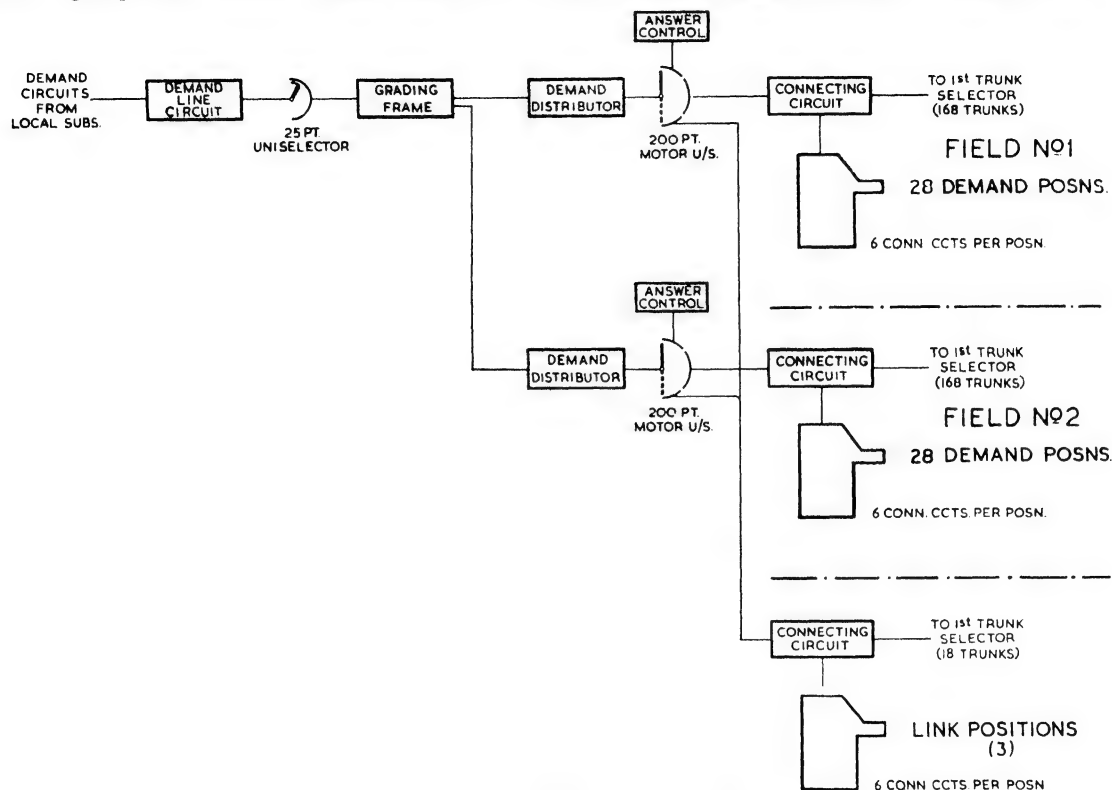 ANSWER
CONTROL
DEMAND
CIRCUITS
FROM
LOCAL SUBS.
DEMAND
LINE
CIRCUIT
25 PT.
UNISELECTOR
GRADING
FRAME
DEMAND
DISTRIBUTOR
200 PT.
MOTOR U/S.
CONNECTING
CIRCUIT
TO 1st TRUNK
SELECTOR
(168 TRUNKS)
FIELD Nº1
28 DEMAND POSNS.
6 CONN CCTS PER POSN.
ANSWER
CONTROL
DEMAND
DISTRIBUTOR
200 PT.
MOTOR U/S.
CONNECTING
CIRCUIT
TO 1st TRUNK
SELECTOR
(168 TRUNKS)
FIELD Nº2
28 DEMAND POSNS.
6 CONN. CCTS. PER POSN.
CONNECTING
CIRCUIT
TO 1st TRUNK
SELECTOR
(18 TRUNKS)
LINK POSITIONS
(3)
6 CONN CCTS. PER POSN